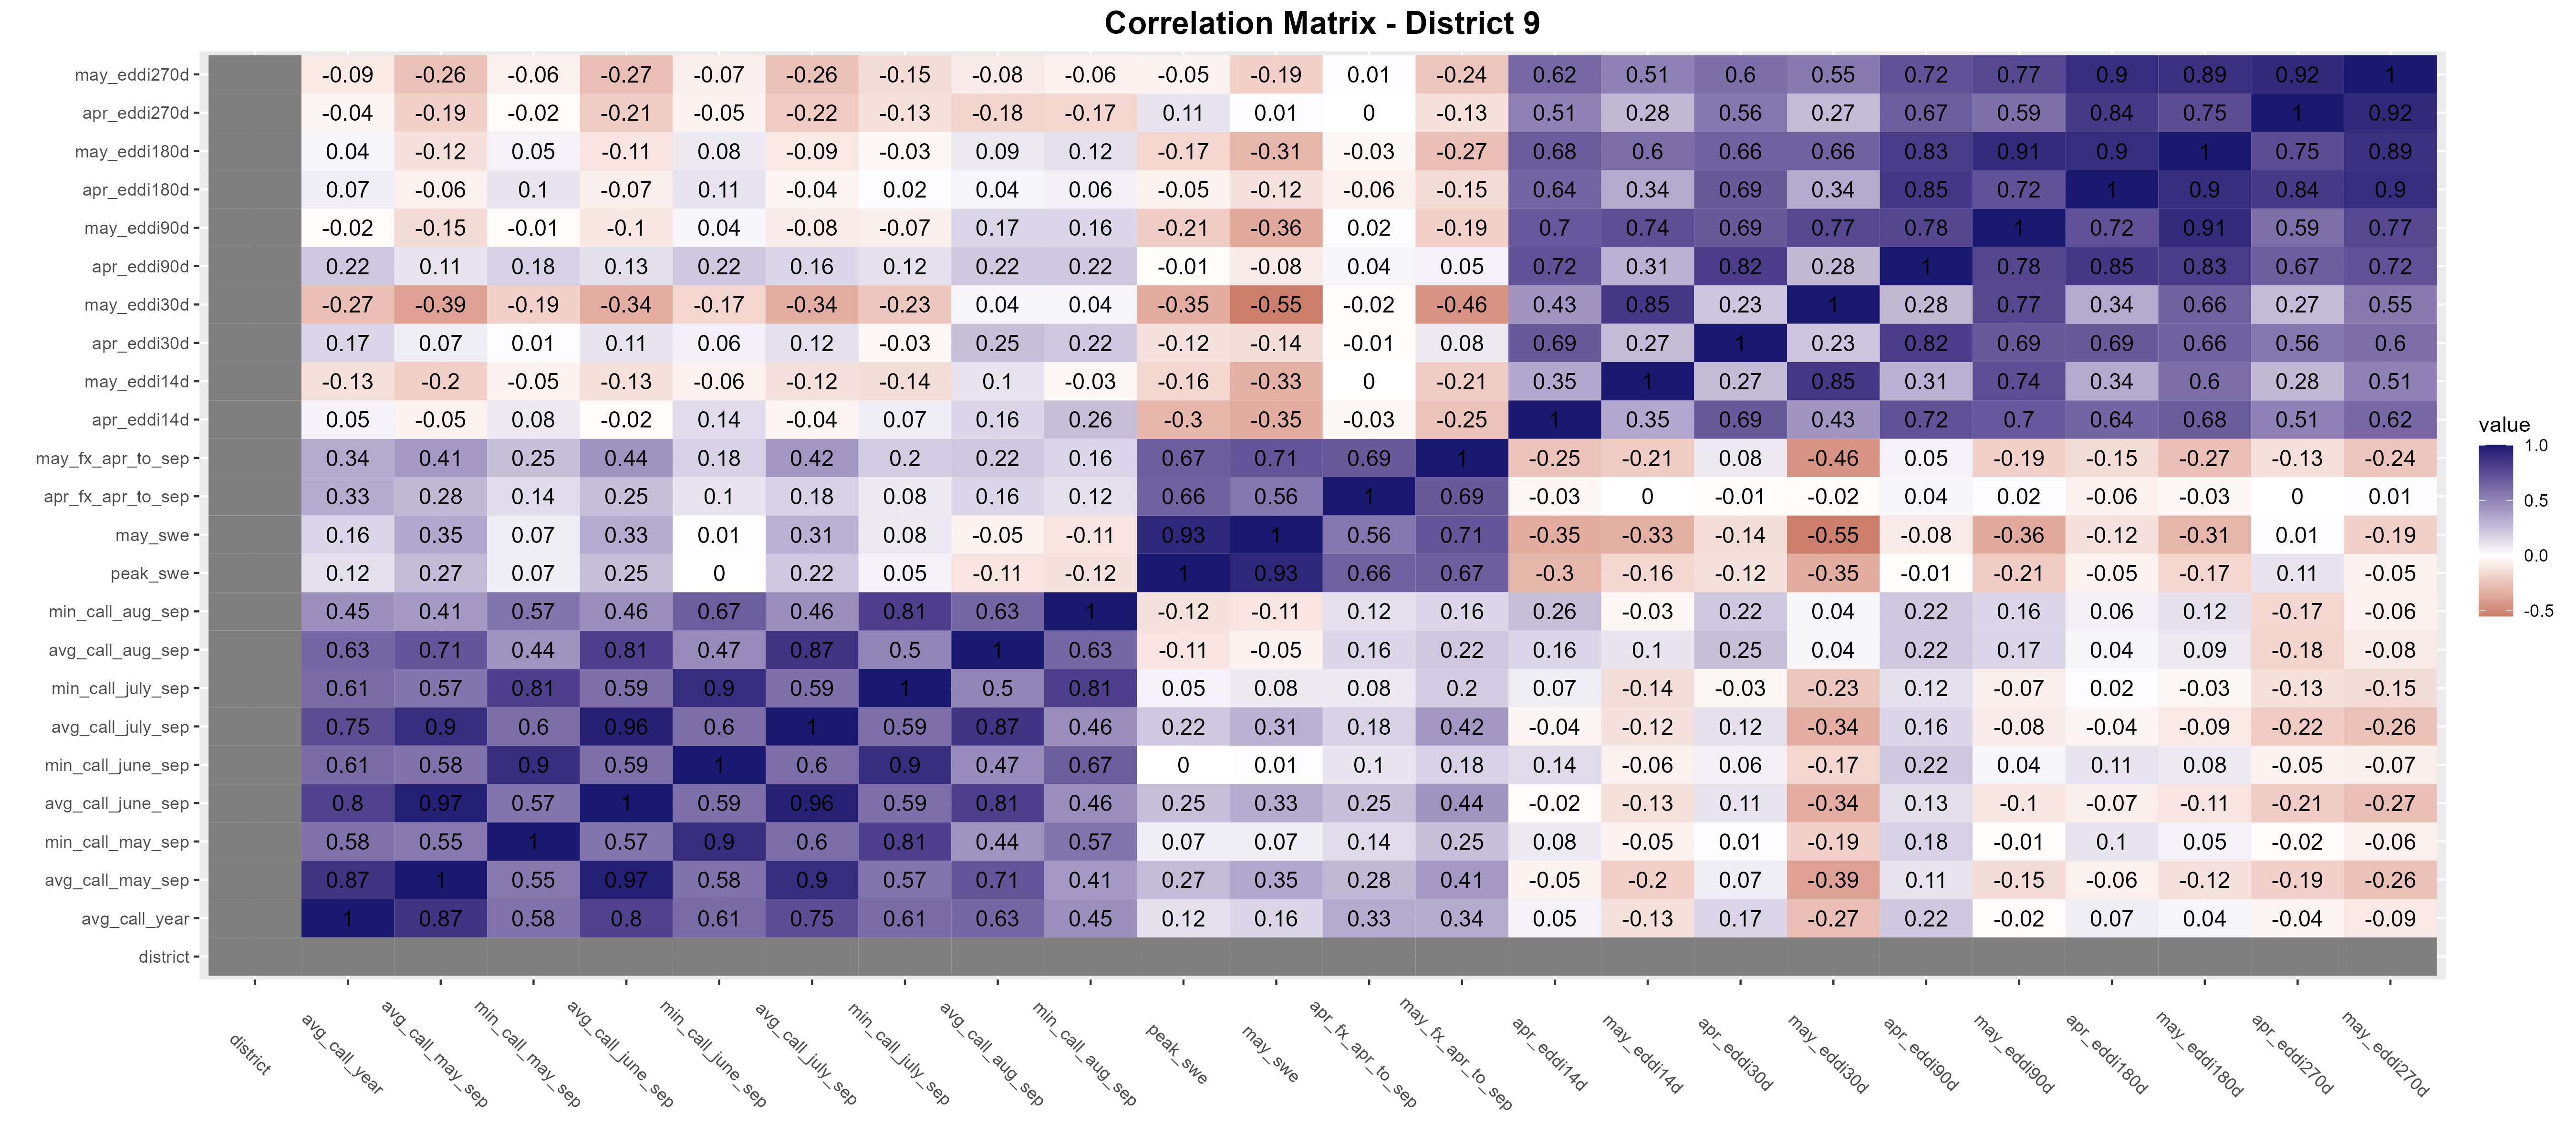 Correlation Matrix - District 9
may_eddi270d -0.09 -0.26 -0.06 -0.27 -0.07 -0.26 -0.15 -0.08 -0.06 -0.05 -0.19 0.01 -0.24 0.62 0.51 0.6 0.55 0.72 0.77 0.9 0.89 0.92 1
apr_eddi270d -0.04 -0.19 -0.02 -0.21 -0.05 -0.22 -0.13 -0.18 -0.17 0.11 0.01 0 -0.13 0.51 0.28 0.56 0.27 0.67 0.59 0.84 0.75 1 0.92
may_eddi180d 0.04 -0.12 0.05 -0.11 0.08 -0.09 -0.03 0.09 0.12 -0.17 -0.31 -0.03 -0.27 0.68 0.6 0.66 0.66 0.83 0.91 0.9 1 0.75 0.89
apr_eddi180d 0.07 -0.06 0.1 -0.07 0.11 -0.04 0.02 0.04 0.06 -0.05 -0.12 -0.06 -0.15 0.64 0.34 0.69 0.34 0.85 0.72 1 0.9 0.84 0.9
may_eddi90d -0.02 -0.15 -0.01 -0.1 0.04 -0.08 -0.07 0.17 0.16 -0.21 -0.36 0.02 -0.19 0.7 0.74 0.69 0.77 0.78 1 0.72 0.91 0.59 0.77
apr_eddi90d 0.22 0.11 0.18 0.13 0.22 0.16 0.12 0.22 0.22 -0.01 -0.08 0.04 0.05 0.72 0.31 0.82 0.28 1 0.78 0.85 0.83 0.67 0.72
may_eddi30d -0.27 -0.39 -0.19 -0.34 -0.17 -0.34 -0.23 0.04 0.04 -0.35 -0.55 -0.02 -0.46 0.43 0.85 0.23 1 0.28 0.77 0.34 0.66 0.27 0.55
apr_eddi30d 0.17 0.07 0.01 0.11 0.06 0.12 -0.03 0.25 0.22 -0.12 -0.14 -0.01 0.08 0.69 0.27 1 0.23 0.82 0.69 0.69 0.66 0.56 0.6
may_eddi14d -0.13 -0.2 -0.05 -0.13 -0.06 -0.12 -0.14 0.1 -0.03 -0.16 -0.33 0 -0.21 0.35 1 0.27 0.85 0.31 0.74 0.34 0.6 0.28 0.51
apr_eddi14d 0.05 -0.05 0.08 -0.02 0.14 -0.04 0.07 0.16 0.26 -0.3 -0.35 -0.03 -0.25 1 0.35 0.69 0.43 0.72 0.7 0.64 0.68 0.51 0.62
may_fx_apr_to_sep 0.34 0.41 0.25 0.44 0.18 0.42 0.2 0.22 0.16 0.67 0.71 0.69 1 -0.25 -0.21 0.08 -0.46 0.05 -0.19 -0.15 -0.27 -0.13 -0.24
apr_fx_apr_to_sep 0.33 0.28 0.14 0.25 0.1 0.18 0.08 0.16 0.12 0.66 0.56 1 0.69 -0.03 0 -0.01 -0.02 0.04 0.02 -0.06 -0.03 0 0.01
may_swe 0.16 0.35 0.07 0.33 0.01 0.31 0.08 -0.05 -0.11 0.93 1 0.56 0.71 -0.35 -0.33 -0.14 -0.55 -0.08 -0.36 -0.12 -0.31 0.01 -0.19
peak_swe 0.12 0.27 0.07 0.25 0 0.22 0.05 -0.11 -0.12 1 0.93 0.66 0.67 -0.3 -0.16 -0.12 -0.35 -0.01 -0.21 -0.05 -0.17 0.11 -0.05
min_call_aug_sep 0.45 0.41 0.57 0.46 0.67 0.46 0.81 0.63 1 -0.12 -0.11 0.12 0.16 0.26 -0.03 0.22 0.04 0.22 0.16 0.06 0.12 -0.17 -0.06
avg_call_aug_sep 0.63 0.71 0.44 0.81 0.47 0.87 0.5 1 0.63 -0.11 -0.05 0.16 0.22 0.16 0.1 0.25 0.04 0.22 0.17 0.04 0.09 -0.18 -0.08
min_call_july_sep 0.61 0.57 0.81 0.59 0.9 0.59 1 0.5 0.81 0.05 0.08 0.08 0.2 0.07 -0.14 -0.03 -0.23 0.12 -0.07 0.02 -0.03 -0.13 -0.15
avg_call_july_sep 0.75 0.9 0.6 0.96 0.6 1 0.59 0.87 0.46 0.22 0.31 0.18 0.42 -0.04 -0.12 0.12 -0.34 0.16 -0.08 -0.04 -0.09 -0.22 -0.26
min_call_june_sep 0.61 0.58 0.9 0.59 1 0.6 0.9 0.47 0.67 0 0.01 0.1 0.18 0.14 -0.06 0.06 -0.17 0.22 0.04 0.11 0.08 -0.05 -0.07
avg_call_june_sep 0.8 0.97 0.57 1 0.59 0.96 0.59 0.81 0.46 0.25 0.33 0.25 0.44 -0.02 -0.13 0.11 -0.34 0.13 -0.1 -0.07 -0.11 -0.21 -0.27
min_call_may_sep 0.58 0.55 1 0.57 0.9 0.6 0.81 0.44 0.57 0.07 0.07 0.14 0.25 0.08 -0.05 0.01 -0.19 0.18 -0.01 0.1 0.05 -0.02 -0.06
avg_call_may_sep 0.87 1 0.55 0.97 0.58 0.9 0.57 0.71 0.41 0.27 0.35 0.28 0.41 -0.05 -0.2 0.07 -0.39 0.11 -0.15 -0.06 -0.12 -0.19 -0.26
avg_call_year 1 0.87 0.58 0.8 0.61 0.75 0.61 0.63 0.45 0.12 0.16 0.33 0.34 0.05 -0.13 0.17 -0.27 0.22 -0.02 0.07 0.04 -0.04 -0.09
district
district avg_call_year avg_call_may_sep min_call_may_sep avg_call_june_sep min_call_june_sep avg_call_july_sep min_call_july_sep avg_call_aug_sep min_call_aug_sep peak_swe may_swe apr_fx_apr_to_sep may_fx_apr_to_sep apr_eddi14d may_eddi14d apr_eddi30d may_eddi30d apr_eddi90d may_eddi90d apr_eddi180d may_eddi180d apr_eddi270d may_eddi270d
value
1.0
0.5
0.0
-0.5